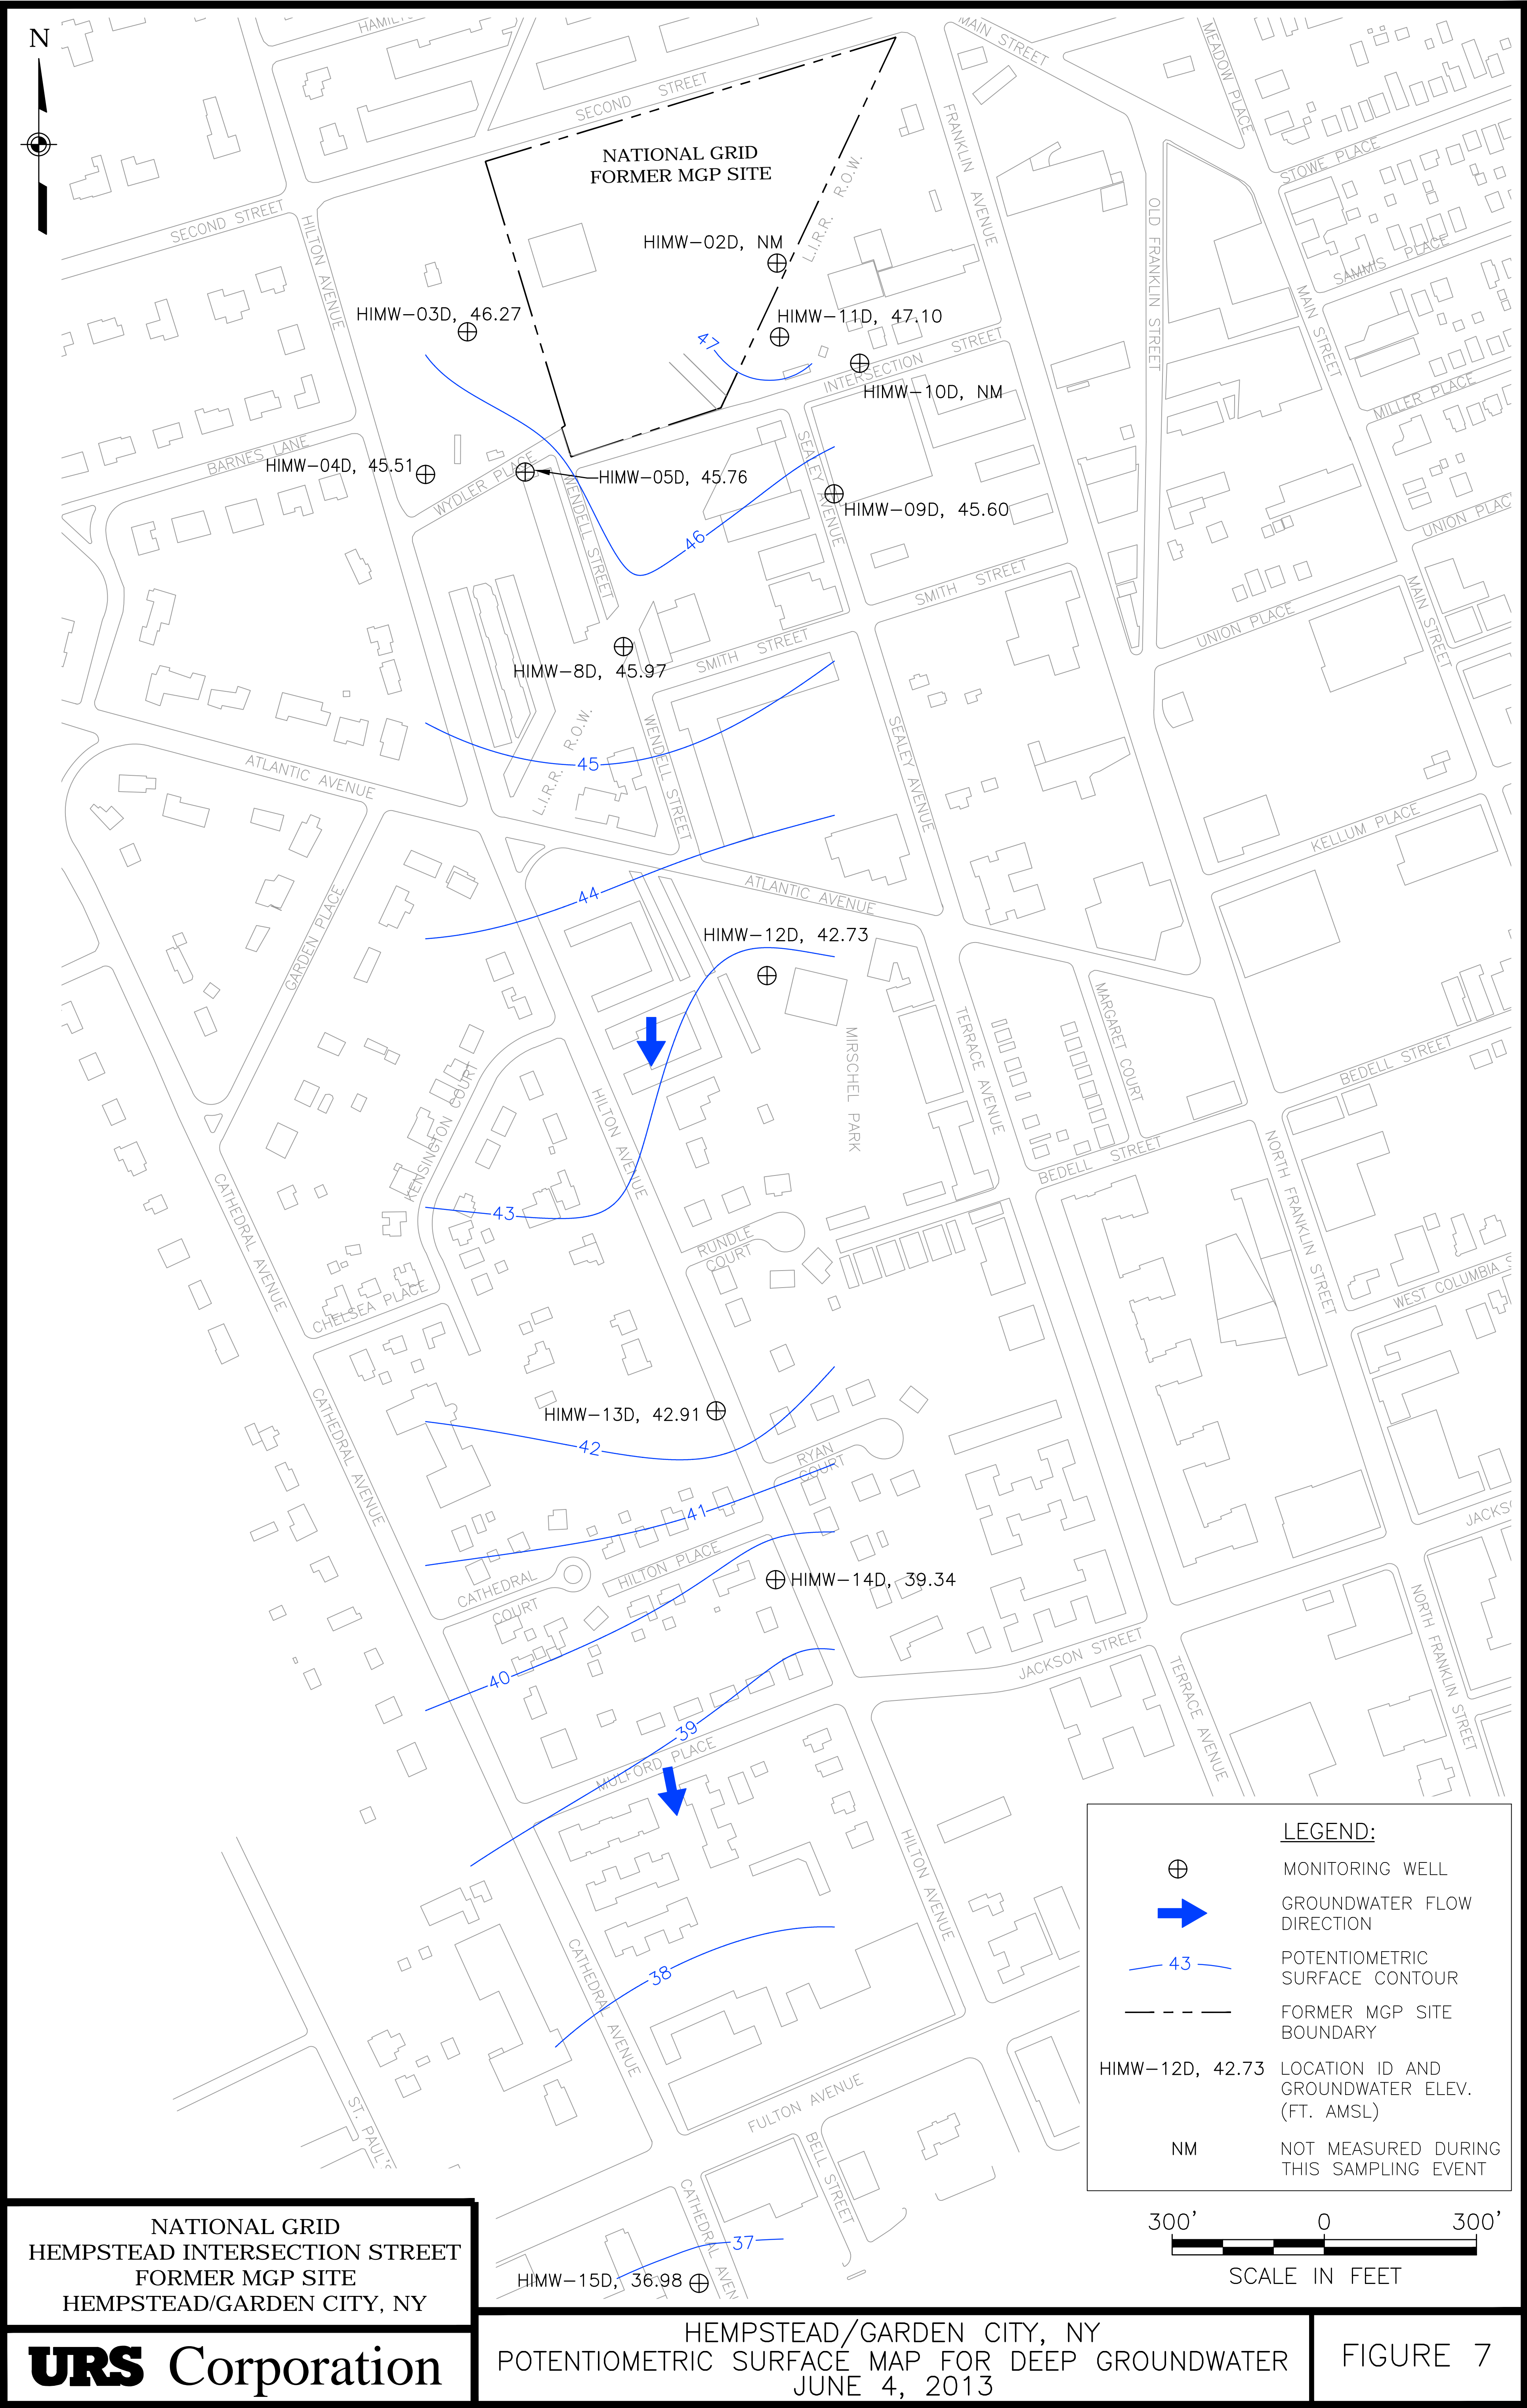 N
HAMIL
MAIN STREET
MEADOW PLACE
SECOND STREET
NATIONAL GRID
FORMER MGP SITE
FRANKLIN AVENUE
STOWE PLACE
L.I.R.R. R.O.W.
OLD FRANKLIN STREET
SECOND STREET
HILTON AVENUE
HIMW-02D, NM
SAMMIS PLACE
MAIN STREET
HIMW-03D, 46.27
HIMW-11D, 47.10
47
INTERSECTION STREET
HIMW-10D, NM
MILLER PLACE
BARNES LANE
HIMW-04D, 45.51
WYDLER PLACE
HIMW-05D, 45.76
WENDELL STREET
SEALEY AVENUE
HIMW-09D, 45.60
UNION PLAC
46
SMITH STREET
MAIN STREET
UNION PLACE
SMITH STREET
HIMW-8D, 45.97
WENDELL STREET
SEALEY AVENUE
L.I.R.R. R.O.W.
45
ATLANTIC AVENUE
KELLUM PLACE
44
ATLANTIC AVENUE
GARDEN PLACE
HIMW-12D, 42.73
MIRSCHEL PARK
TERRACE AVENUE
MARGARET COURT
BEDELL STREET
KENSINGTON COURT
HILTON AVENUE
BEDELL STREET
NORTH FRANKLIN STREET
CATHEDRAL AVENUE
43
RUNDLE
COURT
WEST COLUMBIA S
CHELSEA PLACE
CATHEDRAL AVENUE
HIMW-13D, 42.91
42
RYAN
COURT
41
JACKS
HILTON PLACE
CATHEDRAL
COURT
HIMW-14D, 39.34
NORTH FRANKLIN STREET
JACKSON STREET
TERRACE AVENUE
40
39
MULFORD PLACE
HILTON AVENUE
CATHEDRAL AVENUE
38
ST. PAUL'S
FULTON AVENUE
BELL STREET
CATHEDRAL AVEN
37
HIMW-15D, 36.98
LEGEND:
MONITORING WELL
GROUNDWATER FLOW
DIRECTION
43
POTENTIOMETRIC
SURFACE CONTOUR
FORMER MGP SITE
BOUNDARY
HIMW-12D, 42.73
LOCATION ID AND
GROUNDWATER ELEV.
(FT. AMSL)
NM
NOT MEASURED DURING
THIS SAMPLING EVENT
300' 0 300'
SCALE IN FEET
NATIONAL GRID
HEMPSTEAD INTERSECTION STREET
FORMER MGP SITE
HEMPSTEAD/GARDEN CITY, NY
URS Corporation
HEMPSTEAD/GARDEN CITY, NY
POTENTIOMETRIC SURFACE MAP FOR DEEP GROUNDWATER
JUNE 4, 2013
FIGURE 7